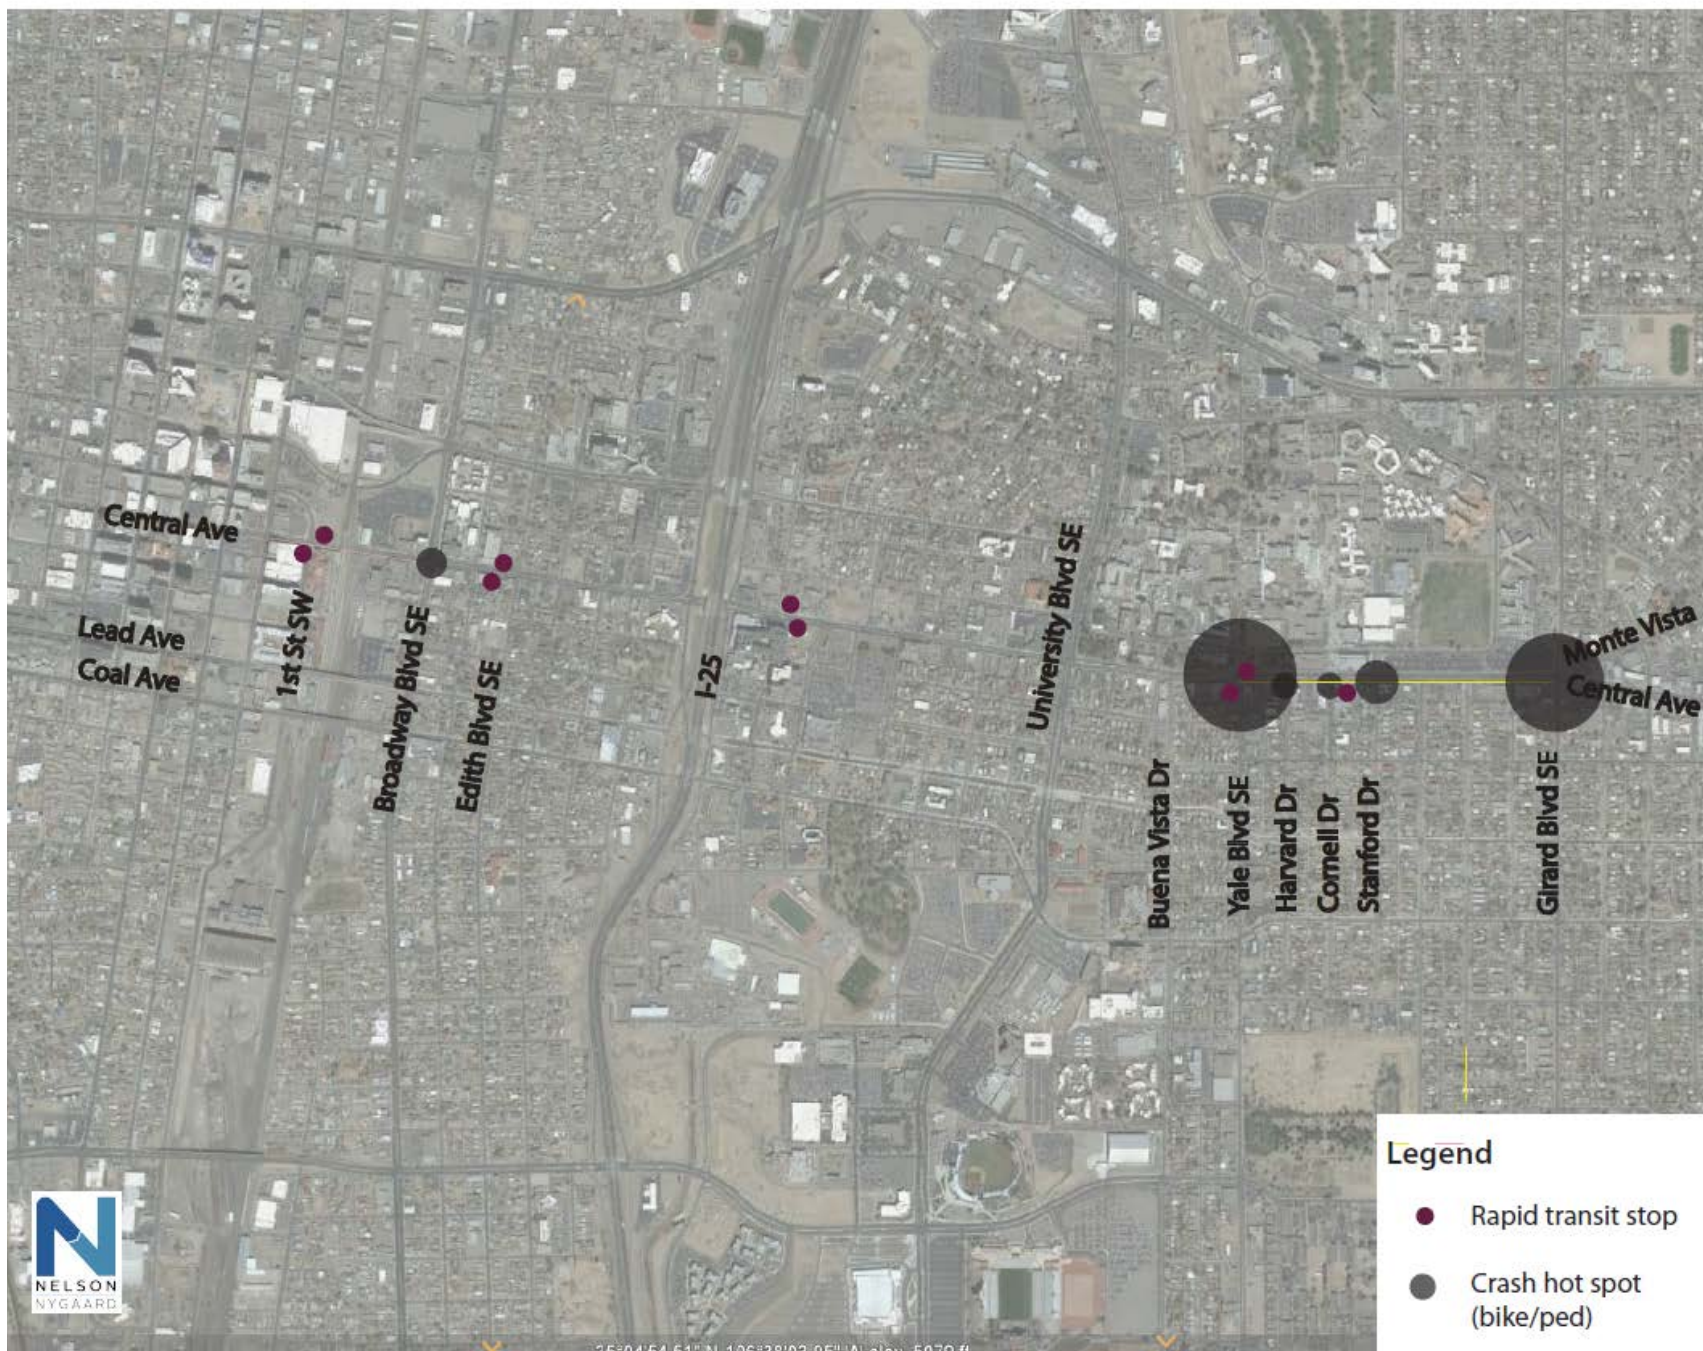 Central Ave
Lead Ave
Coal Ave
1st St SW
Broadway Blvd SE
Edith Blvd SE
I-25
University Blvd SE
Buena Vista Dr
Yale Blvd SE
Harvard Dr
Cornell Dr
Stanford Dr
Girard Blvd SE
Monte Vista
Central Ave
Legend
Rapid transit stop
Crash hot spot
(bike/ped)
N
NELSON
NYGAARD